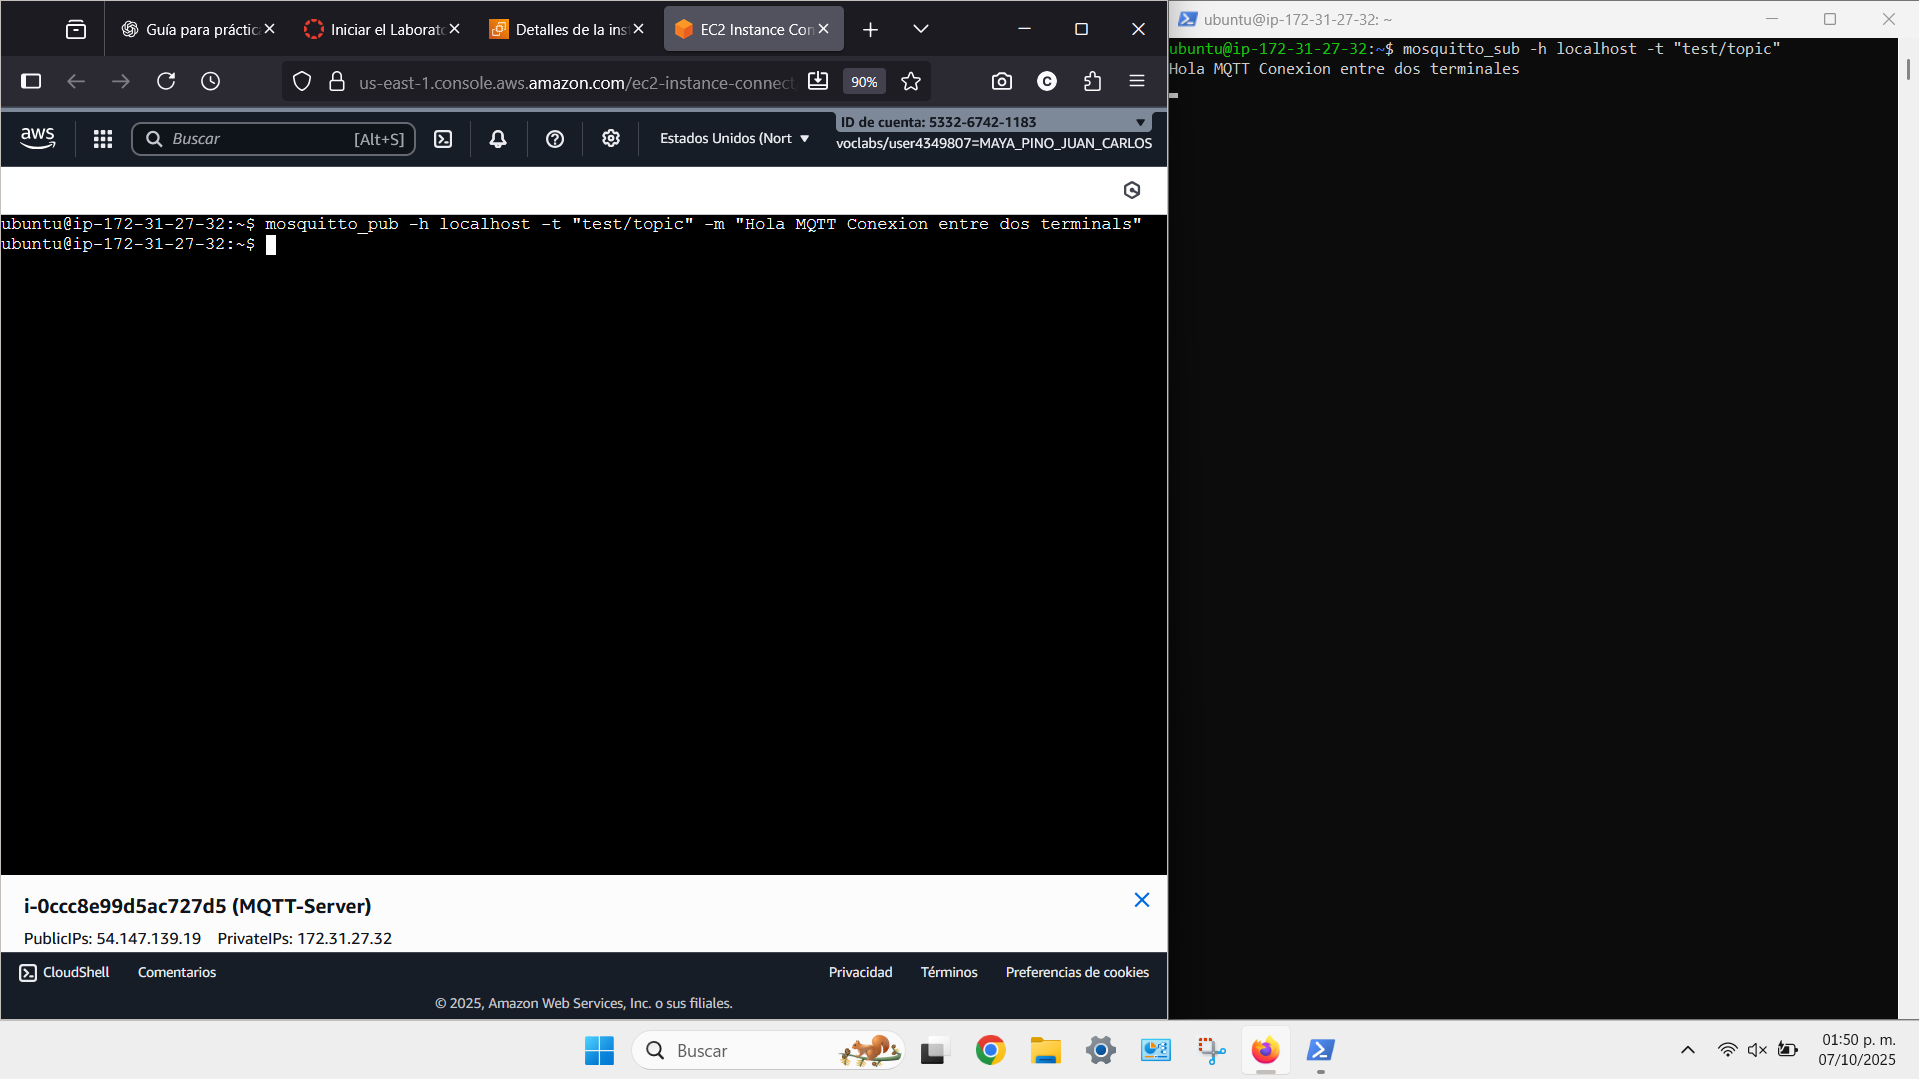 Guía para práctic
Iniciar el Laborat
Detalles de la ins
EC2 Instance Con
us-east-1.console.aws.amazon.com/ec2-instance-connect
90%
aws
Buscar
[Alt+S]
Estados Unidos (Nort
ID de cuenta: 5332-6742-1183
voclabs/user4349807=MAYA_PINO_JUAN_CARLOS
ubuntu@ip-172-31-27-32:~$ mosquitto_pub -h localhost -t "test/topic" -m "Hola MQTT Conexion entre dos terminals"
ubuntu@ip-172-31-27-32:~$
i-0ccc8e99d5ac727d5 (MQTT-Server)
PublicIPs: 54.147.139.19 PrivateIPs: 172.31.27.32
CloudShell Comentarios Privacidad Términos Preferencias de cookies
© 2025, Amazon Web Services, Inc. o sus filiales.
ubuntu@ip-172-31-27-32: ~
ubuntu@ip-172-31-27-32:~$ mosquitto_sub -h localhost -t "test/topic"
Hola MQTT Conexion entre dos terminales
Buscar
01:50 p. m.
07/10/2025